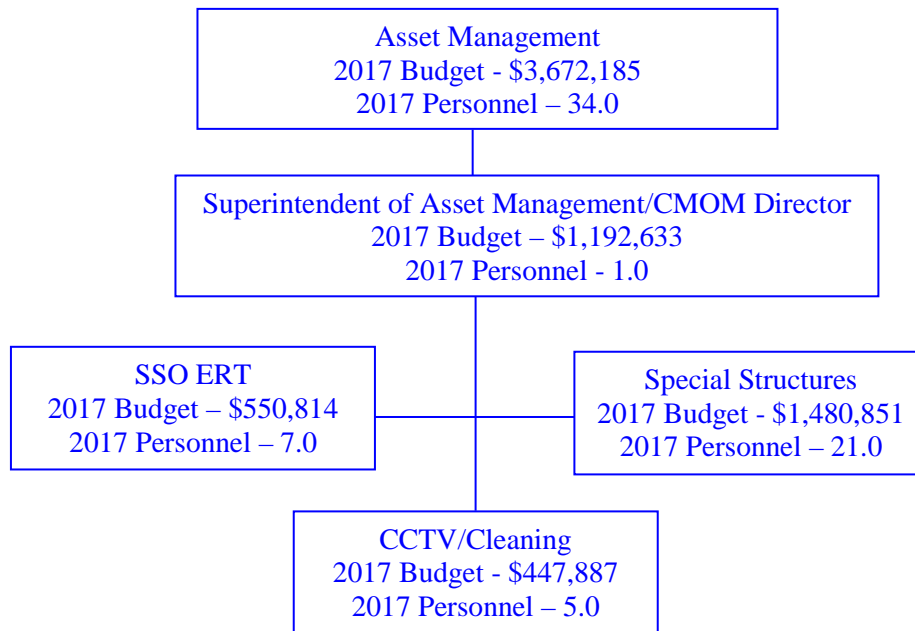 Asset Management
2017 Budget - $3,672,185
2017 Personnel – 34.0
Superintendent of Asset Management/CMOM Director
2017 Budget – $1,192,633
2017 Personnel - 1.0
SSO ERT
2017 Budget – $550,814
2017 Personnel – 7.0
Special Structures
2017 Budget - $1,480,851
2017 Personnel – 21.0
CCTV/Cleaning
2017 Budget - $447,887
2017 Personnel – 5.0